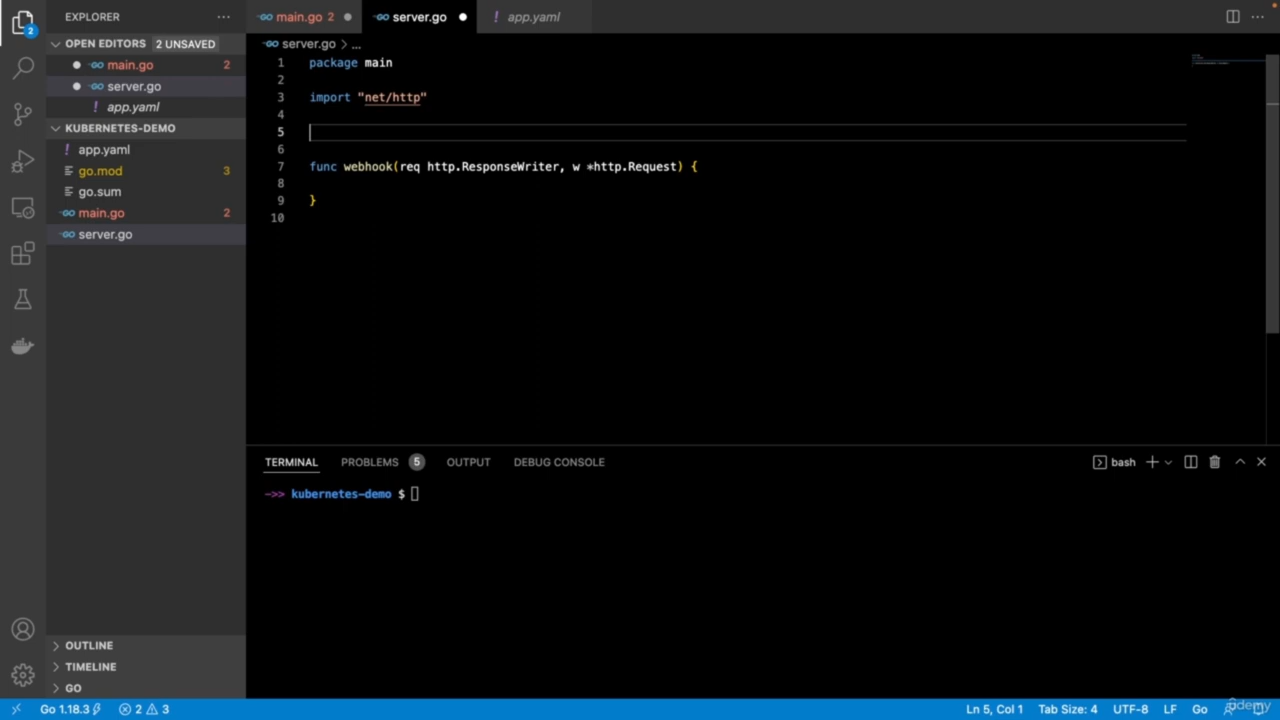 EXPLORER ...
main.go 2
server.go
! app.yaml
OPEN EDITORS 2 UNSAVED
main.go 2
server.go
! app.yaml
KUBERNETES-DEMO
! app.yaml
go.mod 3
go.sum
main.go 2
server.go
OUTLINE
TIMELINE
GO
server.go > ...
1 package main
2
3 import "net/http"
4
5
6
7 func webhook(req http.ResponseWriter, w *http.Request) {
8
9 }
10
TERMINAL PROBLEMS 5 OUTPUT DEBUG CONSOLE
bash
->> kubernetes-demo $
2
Go 1.18.3 2 3
Ln 5, Col 1 Tab Size: 4 UTF-8 LF Go
udemy